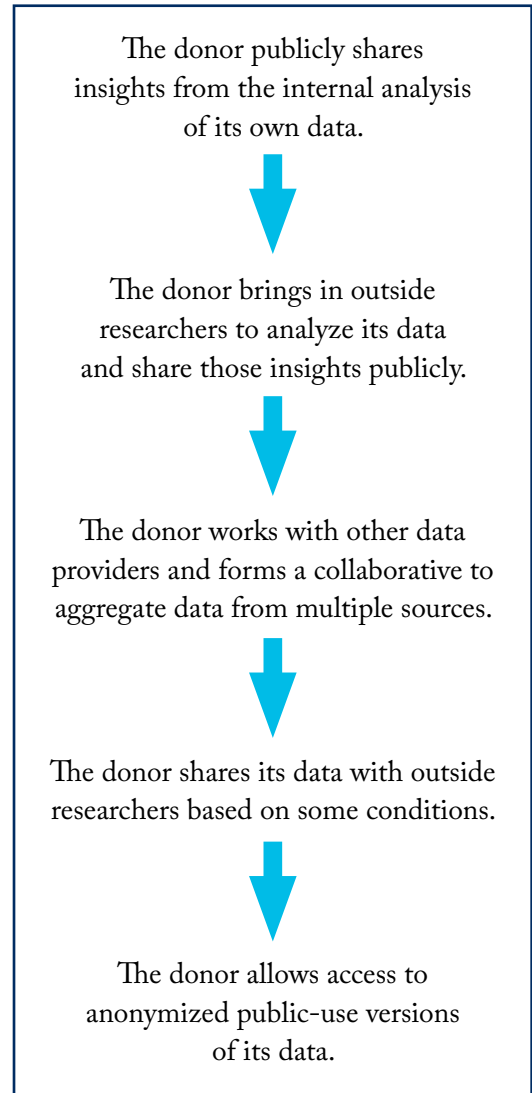 The donor publicly shares
insights from the internal analysis
of its own data.
The donor brings in outside
researchers to analyze its data
and share those insights publicly.
The donor works with other data
providers and forms a collaborative to
aggregate data from multiple sources.
The donor shares its data with outside
researchers based on some conditions.
The donor allows access to
anonymized public-use versions
of its data.